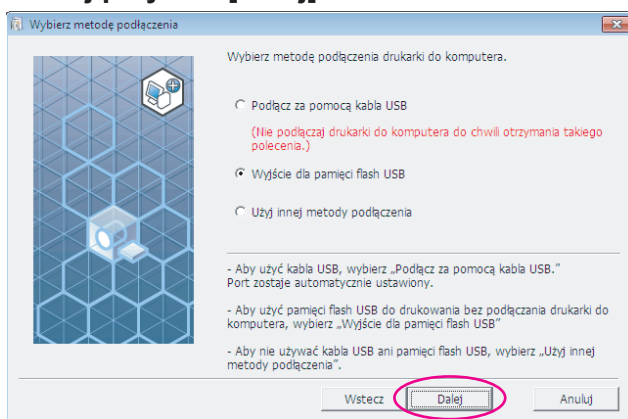 Wybierz metodę podłączenia
Wybierz metodę podłączenia drukarki do komputera.
Podłącz za pomocą kabla USB
(Nie podłączaj drukarki do komputera do chwili otrzymania takiego
polecenia.)
Wyjście dla pamięci flash USB
Użyj innej metody podłączenia
- Aby użyć kabla USB, wybierz „Podłącz za pomocą kabla USB.”
Port zostaje automatycznie ustawiony.
- Aby użyć pamięci flash USB do drukowania bez podłączania drukarki do
komputera, wybierz „Wyjście dla pamięci flash USB”
- Aby nie używać kabla USB ani pamięci flash USB, wybierz „Użyj innej
metody podłączenia”.
Wstecz Dalej Anuluj